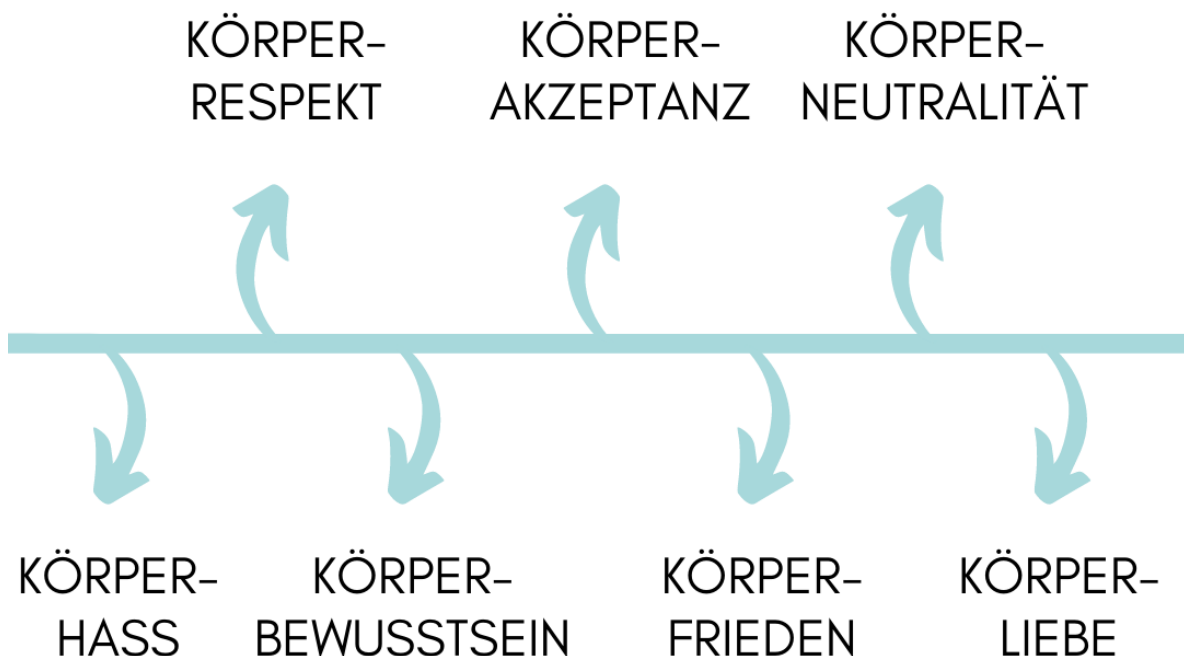 KÖRPER-
RESPEKT
KÖRPER-
AKZEPTANZ
KÖRPER-
NEUTRALITÄT
KÖRPER-
HASS
KÖRPER-
BEWUSSTSEIN
KÖRPER-
FRIEDEN
KÖRPER-
LIEBE